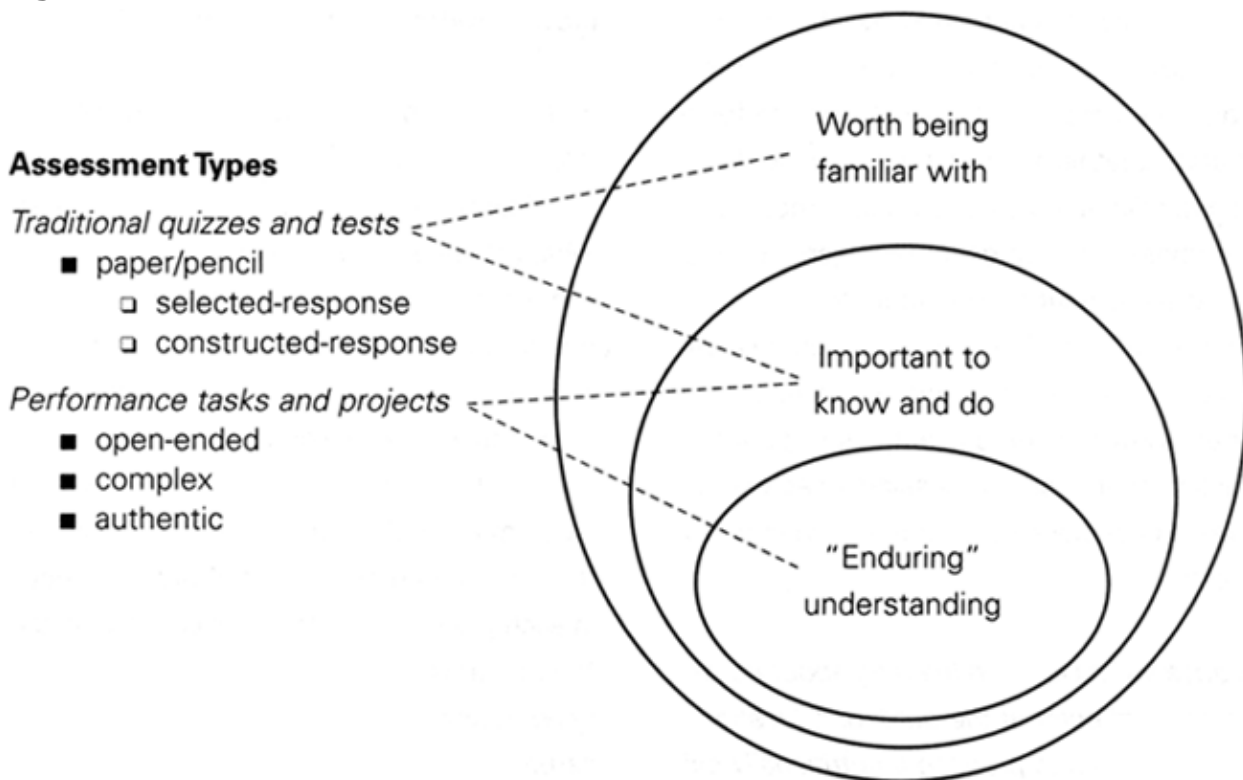 Assessment Types
Traditional quizzes and tests
■ paper/pencil
❑ selected-response
❑ constructed-response
Performance tasks and projects
■ open-ended
■ complex
■ authentic
Worth being
familiar with
Important to
know and do
“Enduring”
understanding